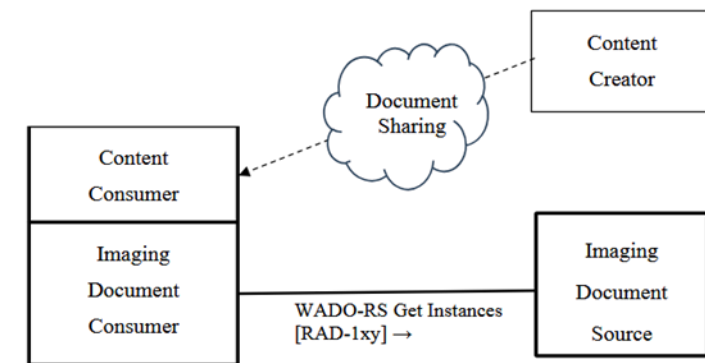 Content
Creator
Document
Sharing
Content
Consumer
Imaging
Document
Consumer
Imaging
Document
Source
WADO-RS Get Instances
[RAD-1xy] →